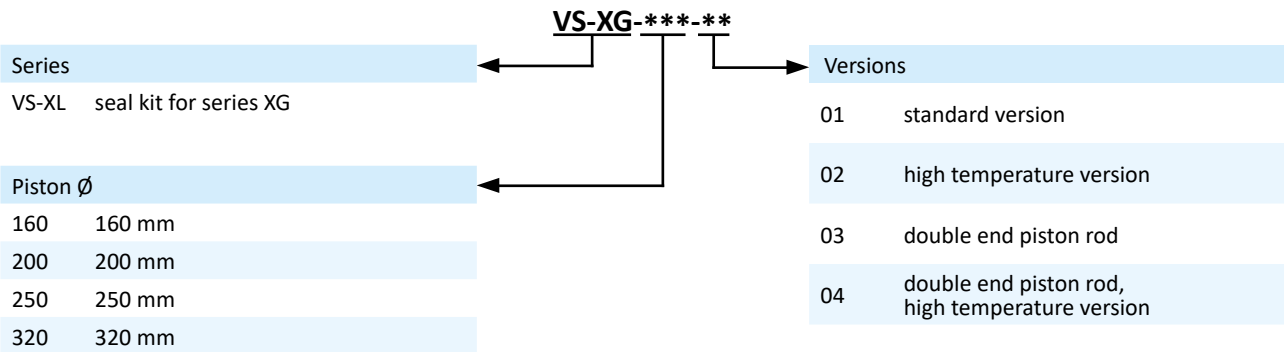 VS-XG-***-**
Series
VS-XL seal kit for series XG
Piston Ø
160 160 mm
200 200 mm
250 250 mm
320 320 mm
Versions
01 standard version
02 high temperature version
03 double end piston rod
04 double end piston rod,
high temperature version